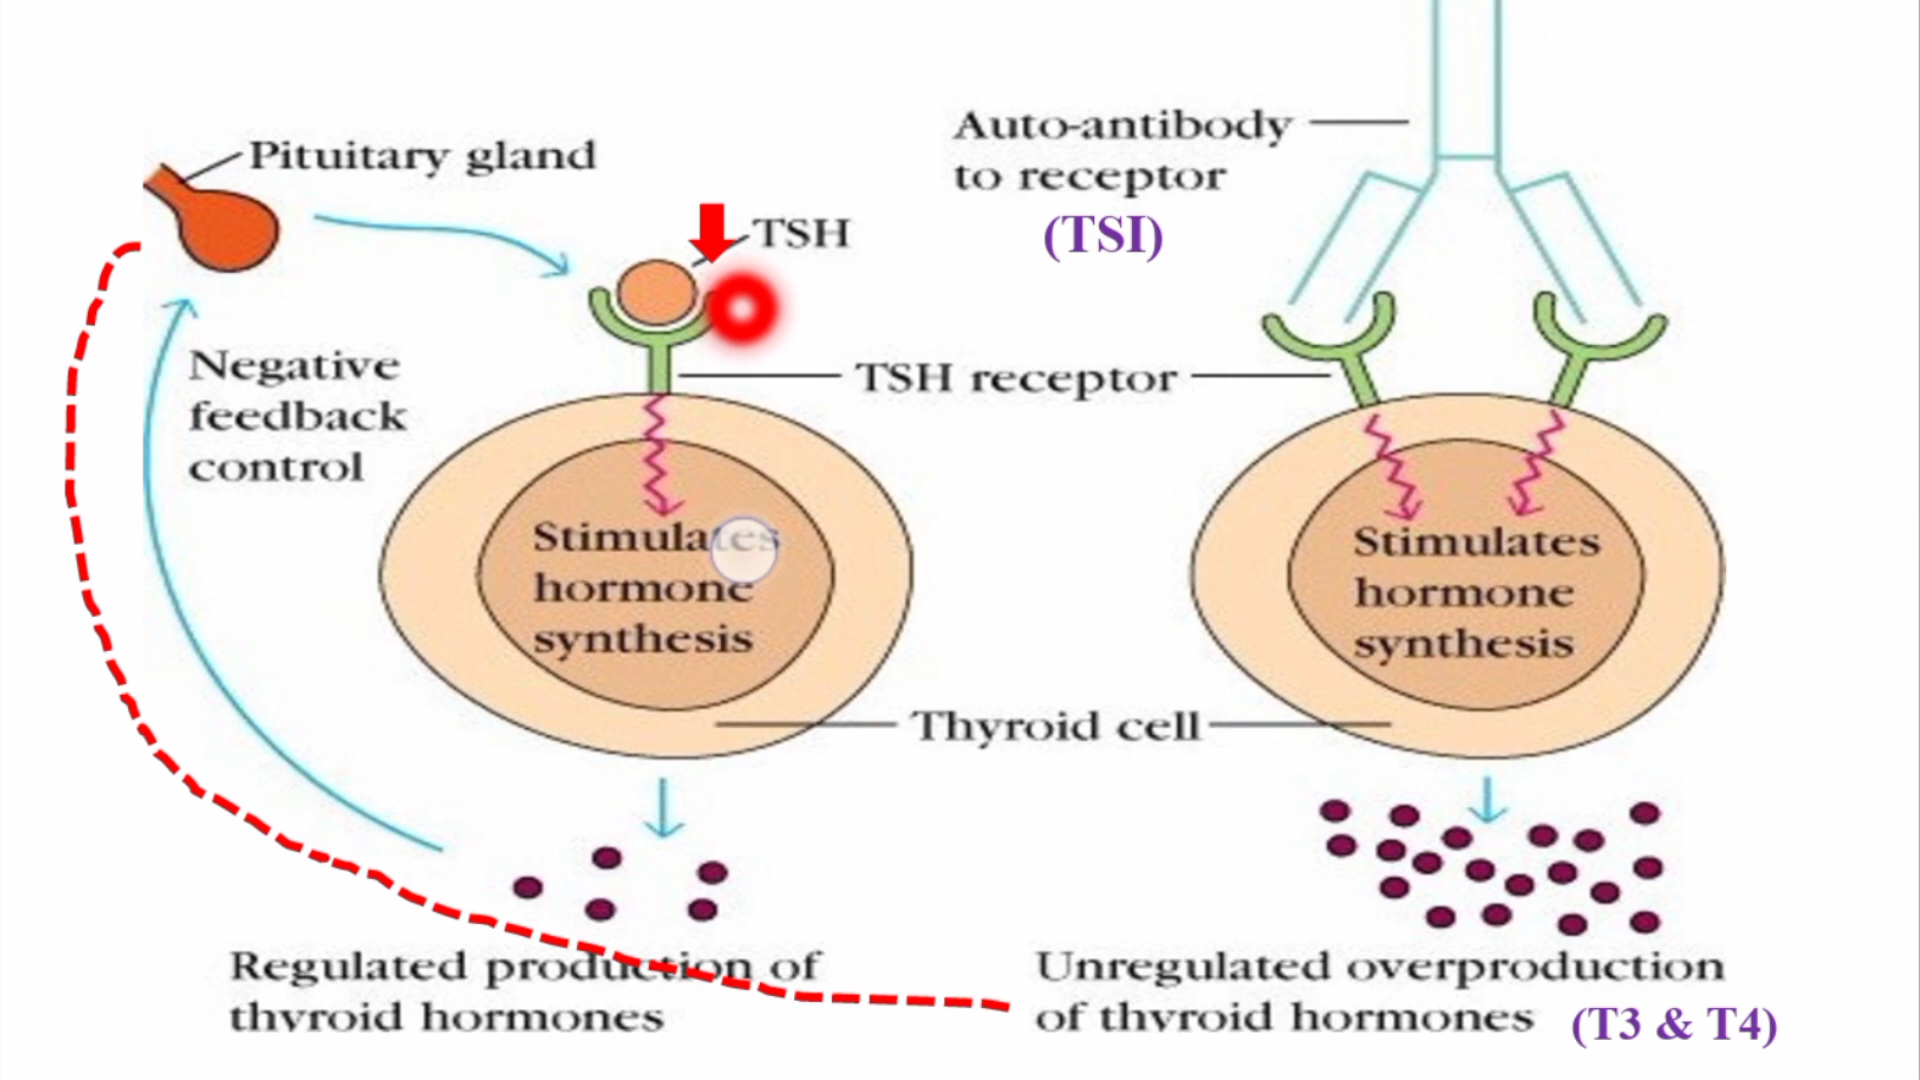 Pituitary gland
TSH
Negative
feedback
control
Auto-antibody
to receptor
(TSI)
TSH receptor
Stimulates
hormone
synthesis
Stimulates
hormone
synthesis
Thyroid cell
Regulated production of
thyroid hormones
Unregulated overproduction
of thyroid hormones (T3 & T4)